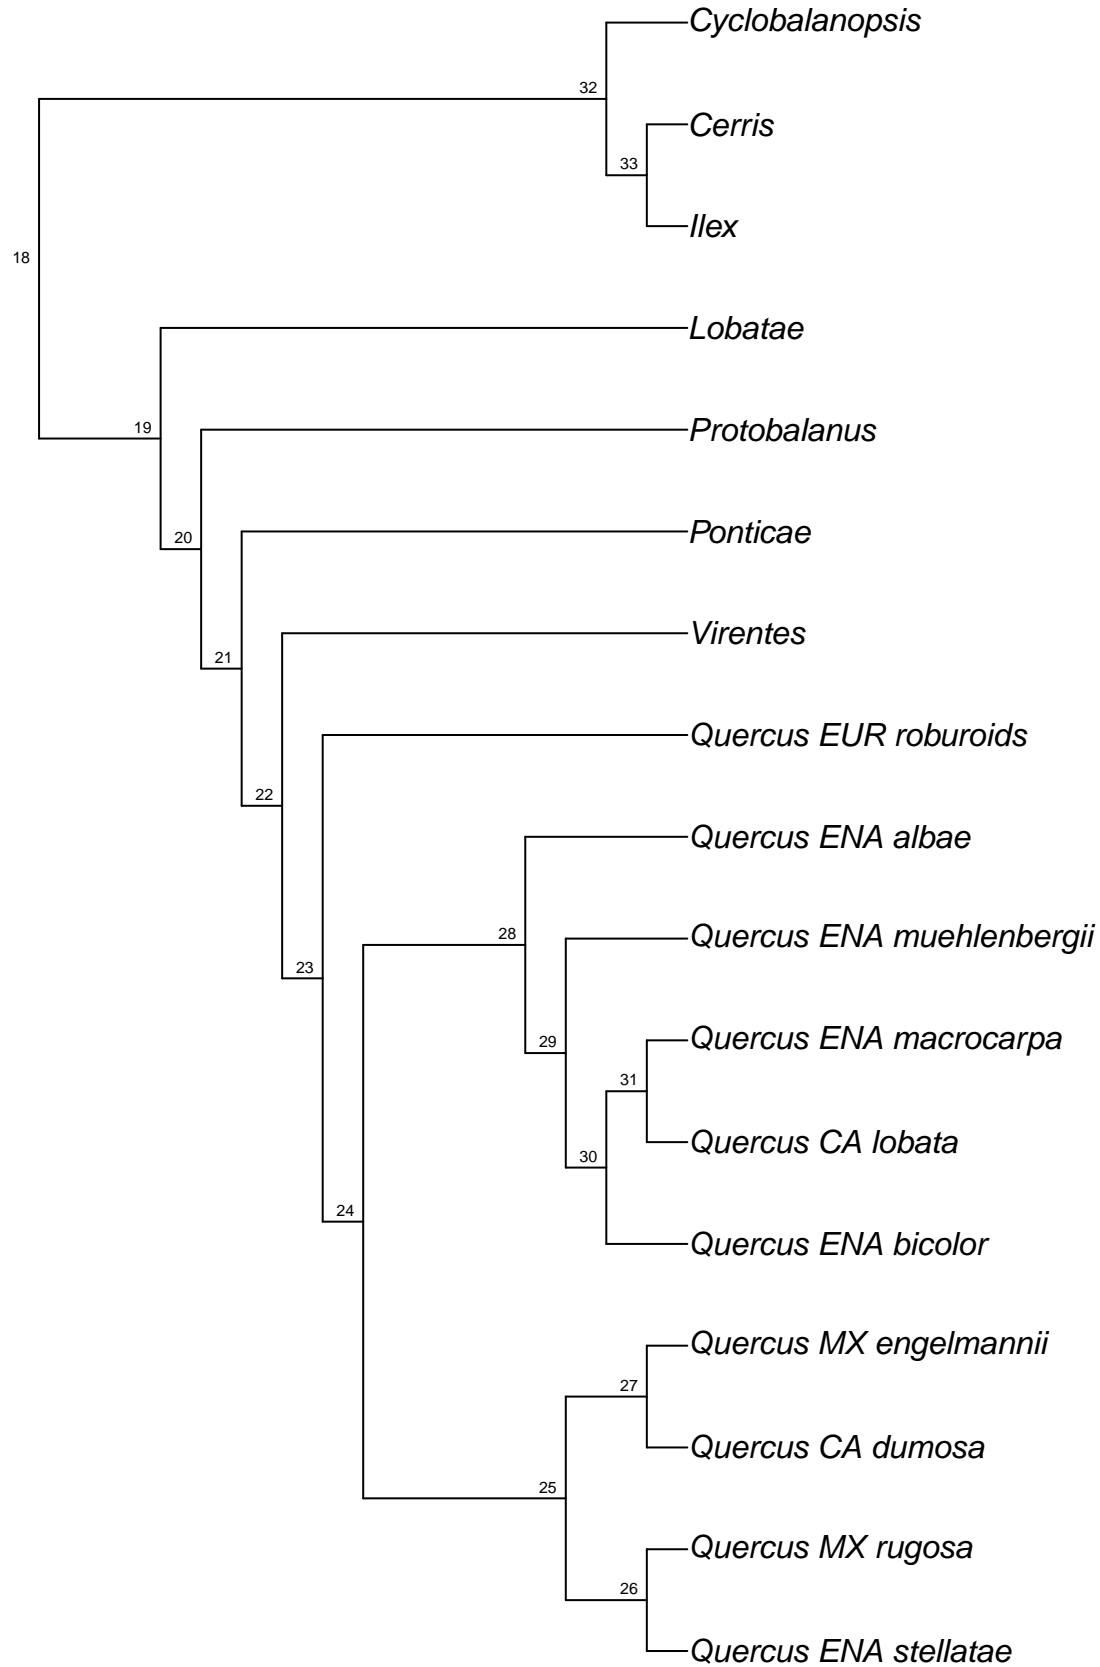 Cyclobalanopsis
32
Cerris
33
Ilex
18
Lobatae
19
Protobalanus
20
Ponticae
Virentes
21
Quercus EUR roburoids
22
Quercus ENA albae
28
Quercus ENA muehlenbergii
23
Quercus ENA macrocarpa
29
31
Quercus CA lobata
30
24
Quercus ENA bicolor
Quercus MX engelmannii
27
Quercus CA dumosa
25
Quercus MX rugosa
26
Quercus ENA stellatae